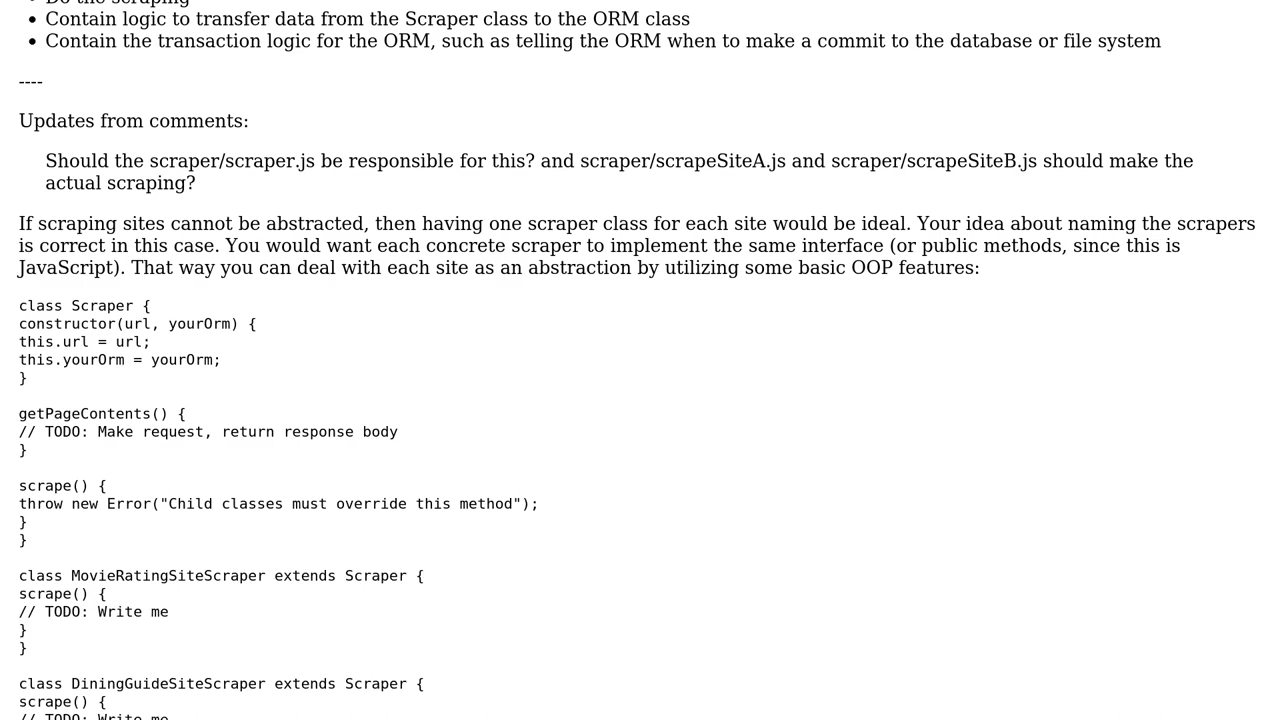 Do the scraping
Contain logic to transfer data from the Scraper class to the ORM class
Contain the transaction logic for the ORM, such as telling the ORM when to make a commit to the database or file system
----
Updates from comments:
Should the scraper/scraper.js be responsible for this? and scraper/scrapeSiteA.js and scraper/scrapeSiteB.js should make the
actual scraping?
If scraping sites cannot be abstracted, then having one scraper class for each site would be ideal. Your idea about naming the scrapers
is correct in this case. You would want each concrete scraper to implement the same interface (or public methods, since this is
JavaScript). That way you can deal with each site as an abstraction by utilizing some basic OOP features:
class Scraper {
constructor(url, yourOrm) {
this.url = url;
this.yourOrm = yourOrm;
}
getPageContents() {
// TODO: Make request, return response body
}
scrape() {
throw new Error("Child classes must override this method");
}
}
class MovieRatingSiteScraper extends Scraper {
scrape() {
// TODO: Write me
}
}
class DiningGuideSiteScraper extends Scraper {
scrape() {
// TODO: Write me